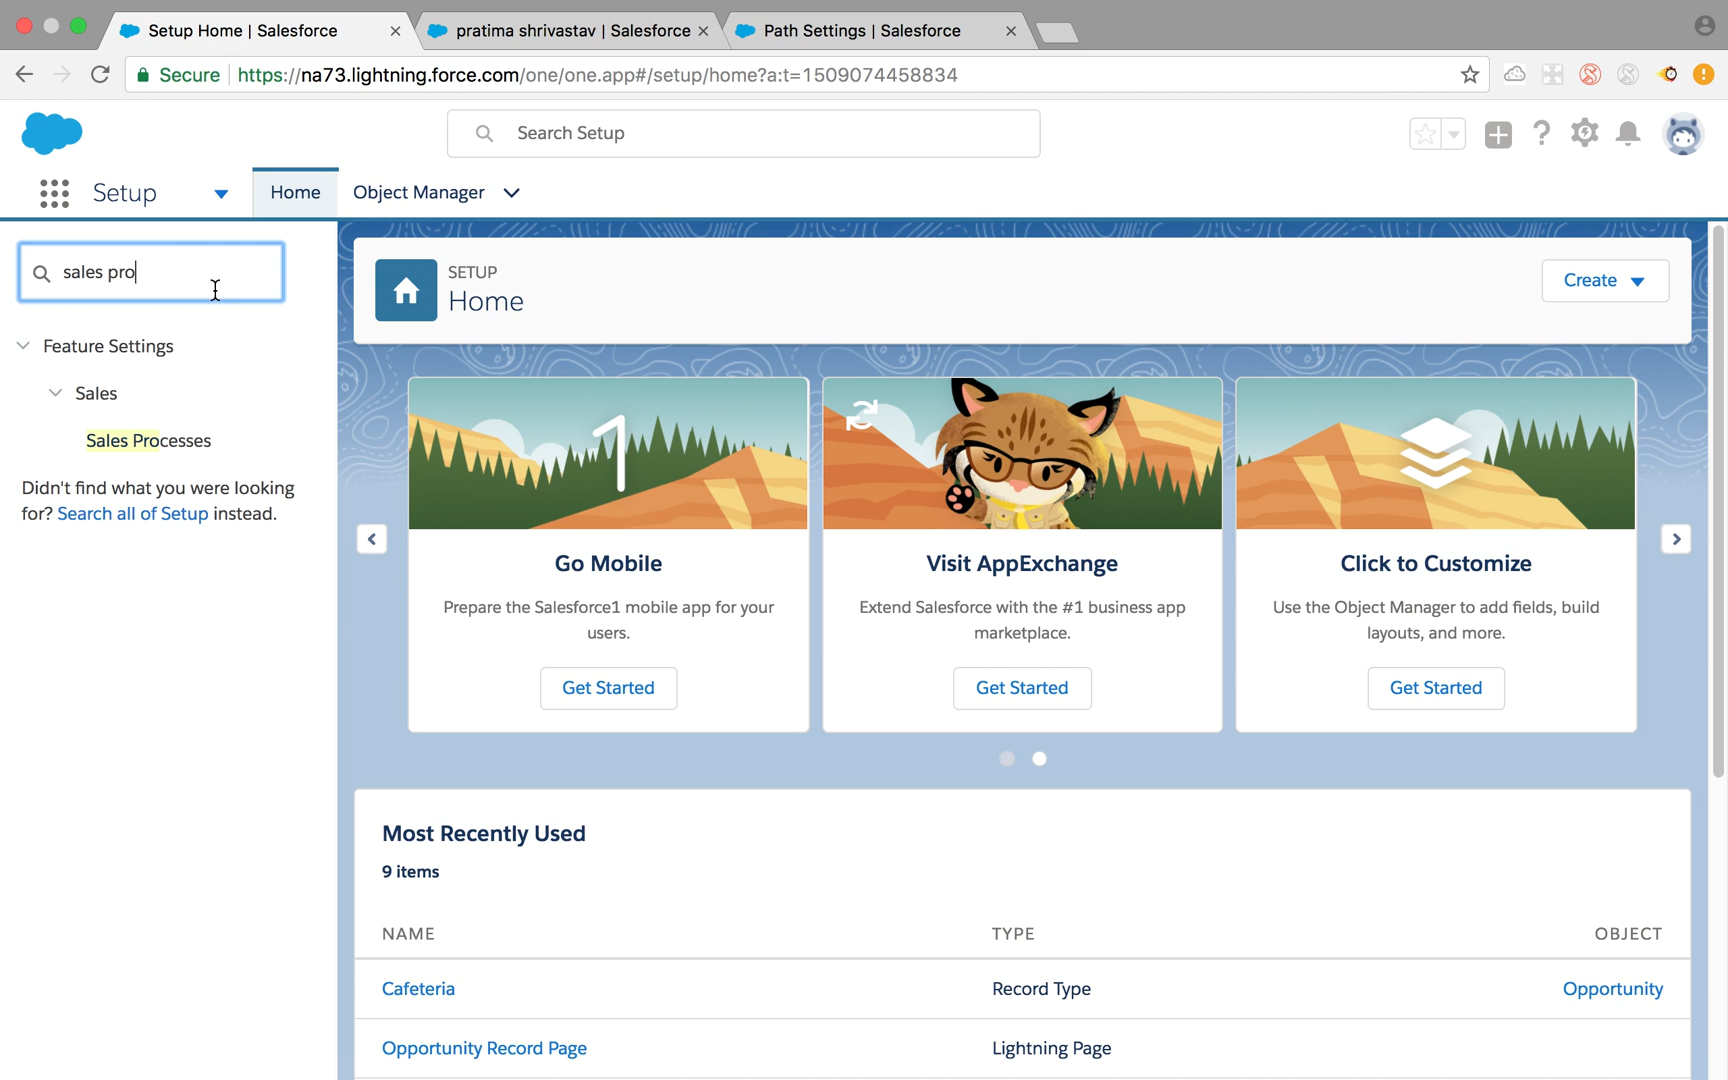 Setup Home | Salesforce
pratima shrivastav | Salesforce
Path Settings | Salesforce
Secure
https://na73.lightning.force.com/one/one.app#/setup/home?a:t=1509074458834
Search Setup
Setup
Home
Object Manager
sales pro
Feature Settings
Sales
Sales Processes
Didn't find what you were looking
for? Search all of Setup instead.
SETUP
Home
Create
1
Go Mobile
Prepare the Salesforce1 mobile app for your
users.
Get Started
Visit AppExchange
Extend Salesforce with the #1 business app
marketplace.
Get Started
Click to Customize
Use the Object Manager to add fields, build
layouts, and more.
Get Started
Most Recently Used
9 items
NAME TYPE OBJECT
Cafeteria Record Type Opportunity
Opportunity Record Page Lightning Page